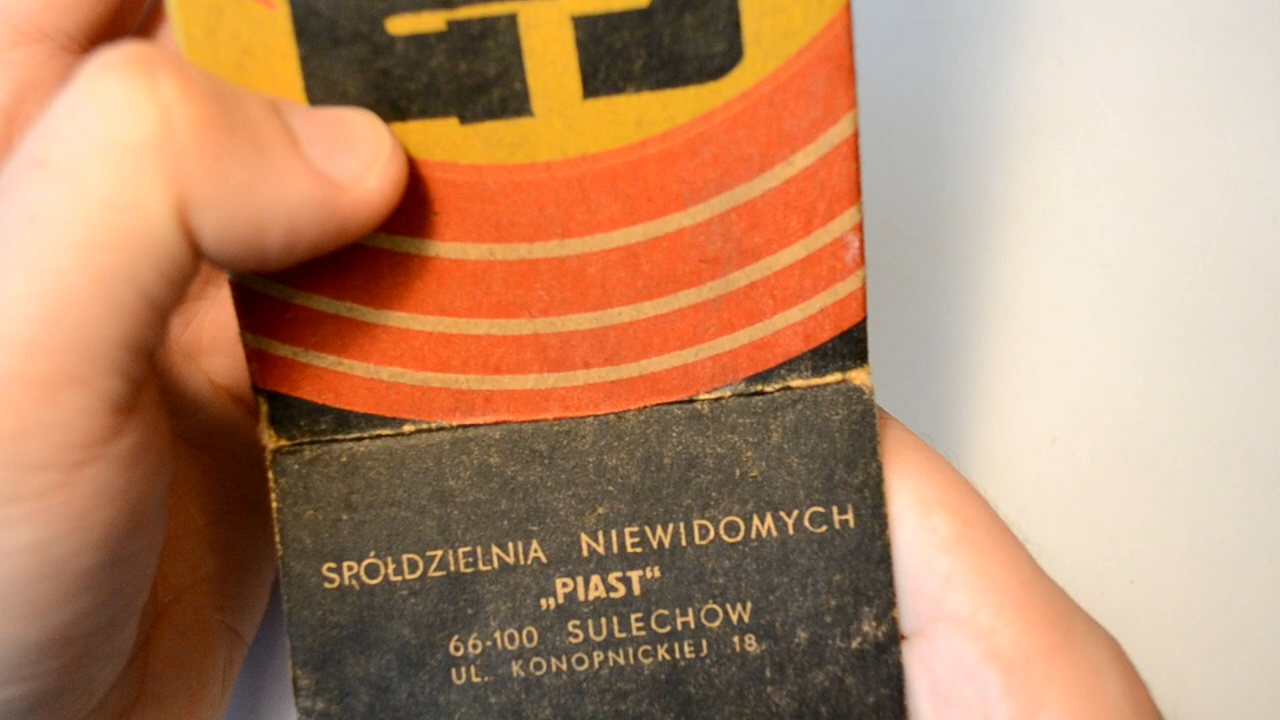 SPÓŁDZIELNIA NIEWIDOMYCH
„PIAST“
66-100 SULECHÓW
UL. KONOPNICKIEJ 18